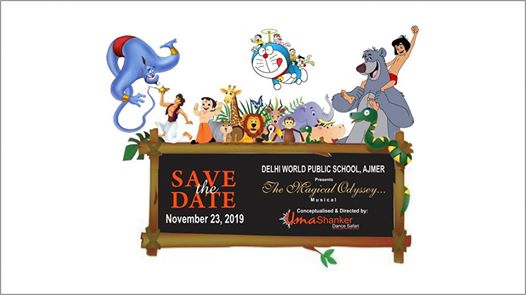 SAVE
the
DATE
November 23, 2019
DELHI WORLD PUBLIC SCHOOL, AJMER
Presents
The Magical Odyssey...
Musical
Conceptualised & Directed by:
UmaShanker
Dance Safari